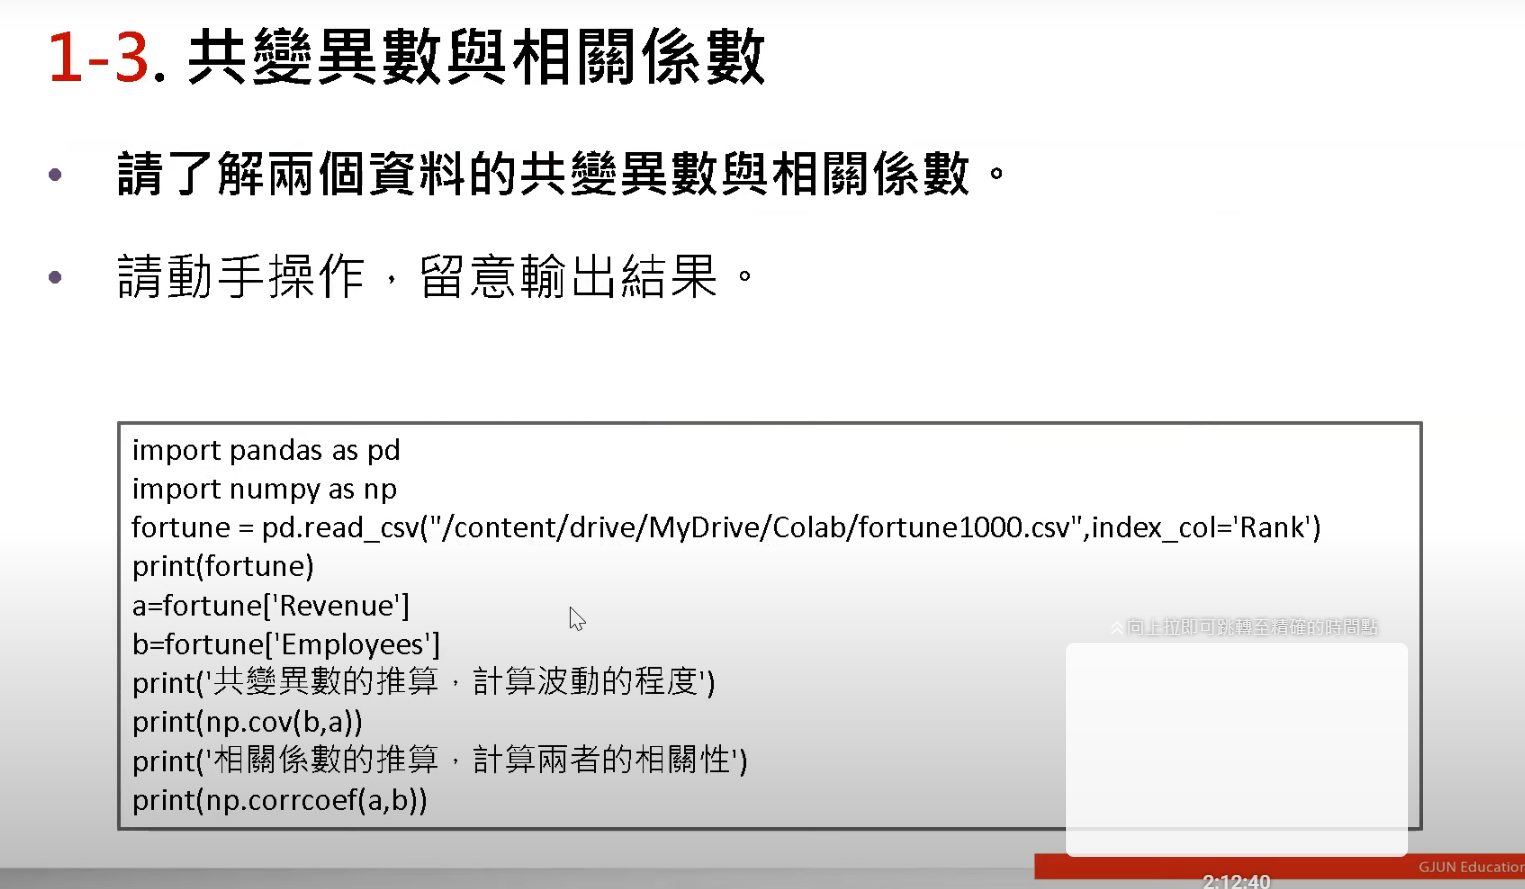 1-3. 共變異數與相關係數
• 請了解兩個資料的共變異數與相關係數。
• 請動手操作，留意輸出結果。
import pandas as pd
import numpy as np
fortune = pd.read_csv("/content/drive/MyDrive/Colab/fortune1000.csv",index_col='Rank')
print(fortune)
a=fortune['Revenue']
b=fortune['Employees']
print('共變異數的推算，計算波動的程度')
print(np.cov(b,a))
print('相關係數的推算，計算兩者的相關性')
print(np.corrcoef(a,b))
向上拉即可跳轉至精確的時間點
GJUN Education
2:12:40